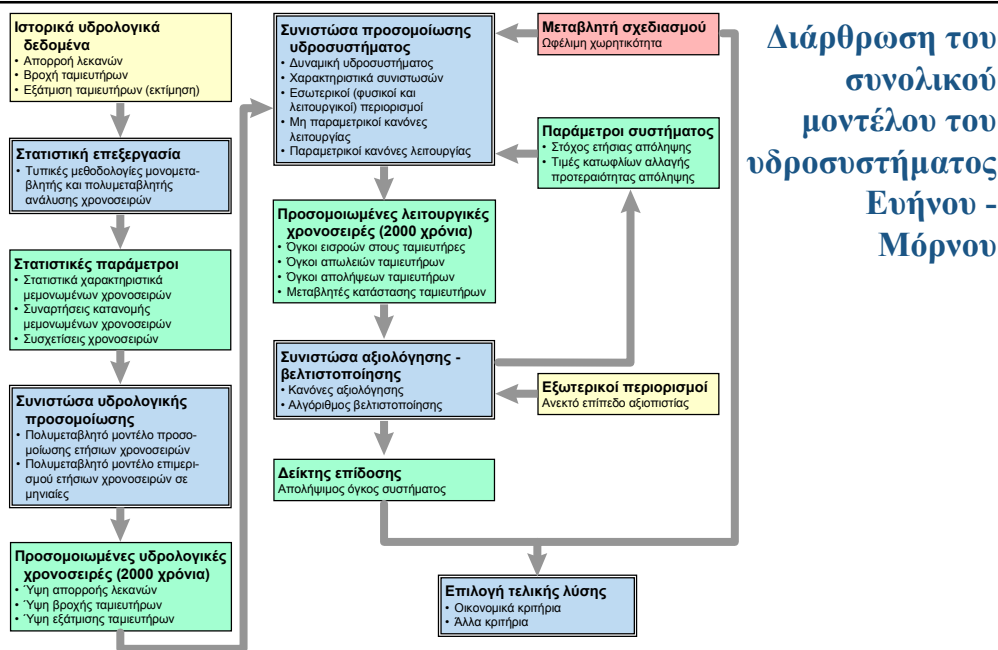 Ιστορικά υδρολογικά
δεδομένα
• Απορροή λεκανών
• Βροχή ταμιευτήρων
• Εξάτμιση ταμιευτήρων (εκτίμηση)
Στατιστική επεξεργασία
• Τυπικές μεθοδολογίες μονομετα-
βλητής και πολυμεταβλητής
ανάλυσης χρονοσειρών
Στατιστικές παράμετροι
• Στατιστικά χαρακτηριστικά
μεμονωμένων χρονοσειρών
• Συναρτήσεις κατανομής
μεμονωμένων χρονοσειρών
• Συσχετίσεις χρονοσειρών
Συνιστώσα υδρολογικής
προσομοίωσης
• Πολυμεταβλητό μοντέλο προσο-
μοίωσης ετήσιων χρονοσειρών
• Πολυμεταβλητό μοντέλο επιμερι-
σμού ετήσιων χρονοσειρών σε
μηνιαίες
Προσομοιωμένες υδρολογικές
χρονοσειρές (2000 χρόνια)
• Ύψη απορροής λεκανών
• Ύψη βροχής ταμιευτήρων
• Ύψη εξάτμισης ταμιευτήρων
Συνιστώσα προσομοίωσης
υδροσυστήματος
• Δυναμική υδροσυστήματος
• Χαρακτηριστικά συνιστωσών
• Εσωτερικοί (φυσικοί και
λειτουργικοί) περιορισμοί
• Μη παραμετρικοί κανόνες
λειτουργίας
• Παραμετρικοί κανόνες λειτουργίας
Προσομοιωμένες λειτουργικές
χρονοσειρές (2000 χρόνια)
• Όγκοι εισροών στους ταμιευτήρες
• Όγκοι απωλειών ταμιευτήρων
• Όγκοι απολήψεων ταμιευτήρων
• Μεταβλητές κατάστασης ταμιευτήρων
Συνιστώσα αξιολόγησης -
βελτιστοποίησης
• Κανόνες αξιολόγησης
• Αλγόριθμος βελτιστοποίησης
Δείκτης επίδοσης
Απολήψιμος όγκος συστήματος
Μεταβλητή σχεδιασμού
Ωφέλιμη χωρητικότητα
Παράμετροι συστήματος
• Στόχος ετήσιας απόληψης
• Τιμές κατωφλίων αλλαγής
προτεραιότητας απόληψης
Εξωτερικοί περιορισμοί
Ανεκτό επίπεδο αξιοπιστίας
Επιλογή τελικής λύσης
• Οικονομικά κριτήρια
• Άλλα κριτήρια
Διάρθρωση του
συνολικού
μοντέλου του
υδροσυστήματος
Ευήνου -
Μόρνου